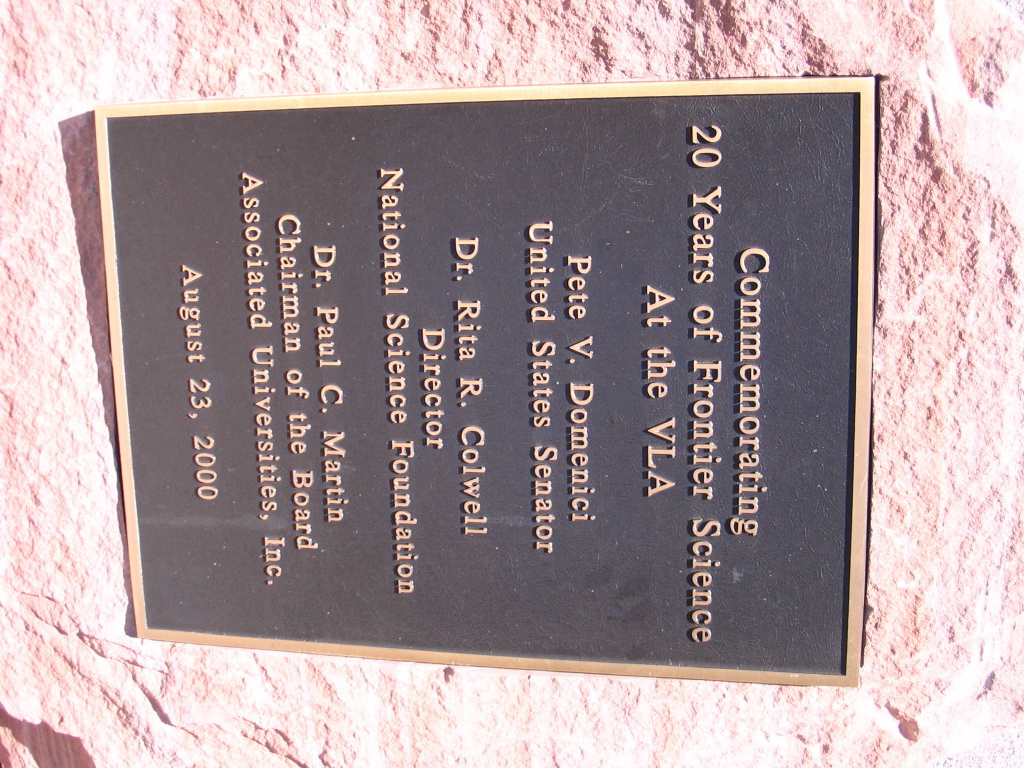 Commemorating
20 Years of Frontier Science
At the VLA
Pete V. Domenici
United States Senator
Dr. Rita R. Colwell
Director
National Science Foundation
Dr. Paul C. Martin
Chairman of the Board
Associated Universities, Inc.
August 23, 2000